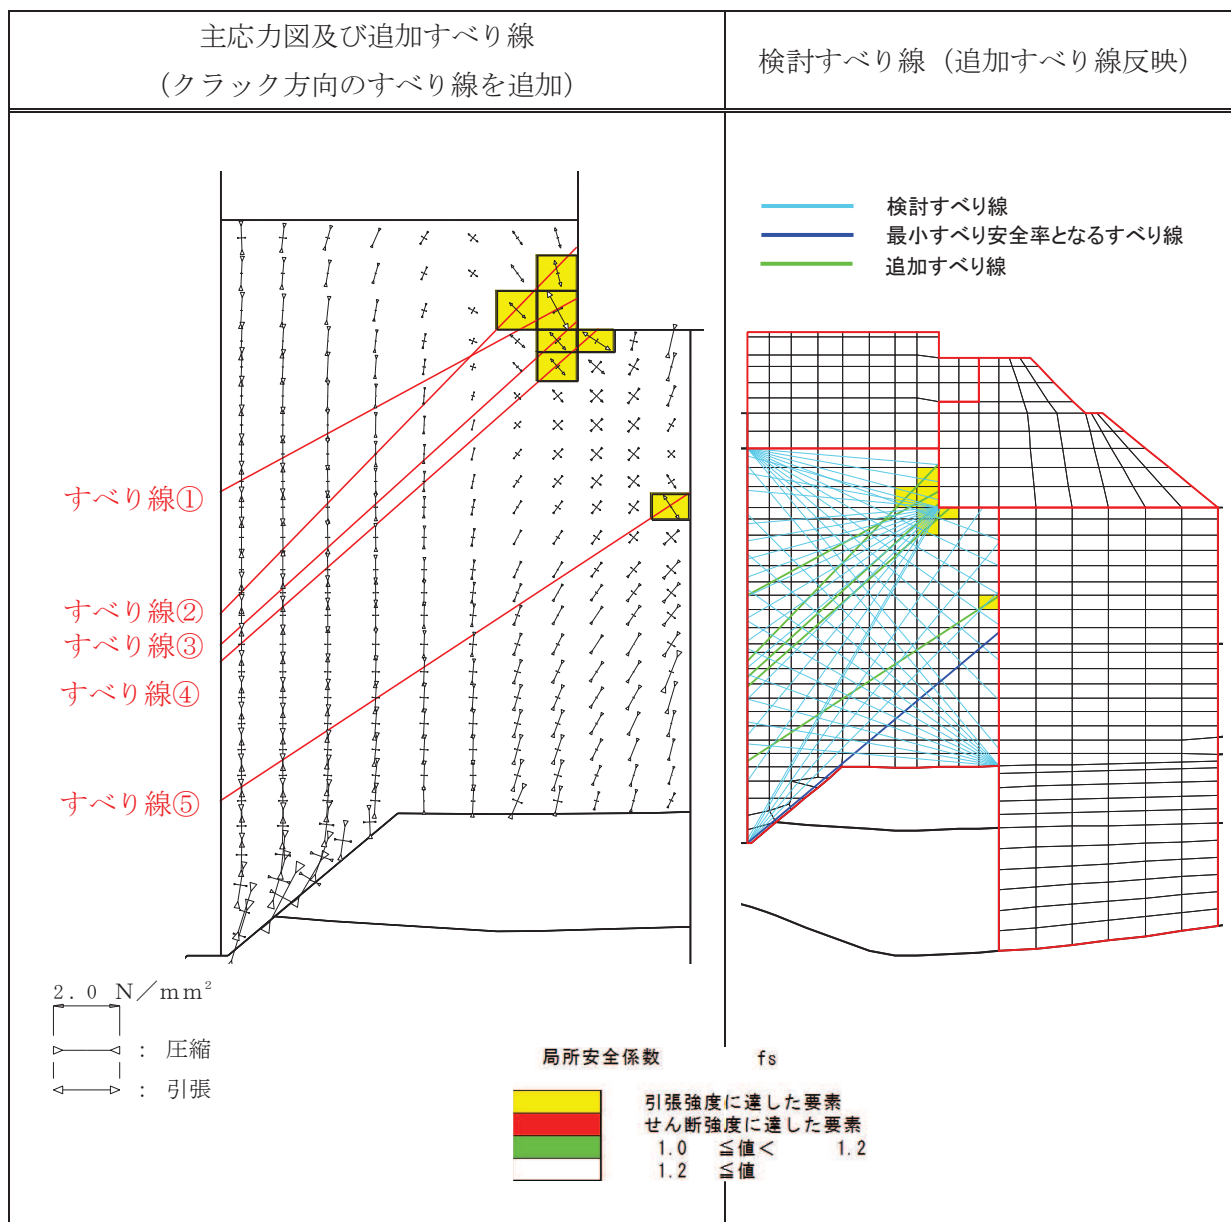 主応力図及び追加すべり線
(クラック方向のすべり線を追加)
検討すべり線（追加すべり線反映）
検討すべり線
最小すべり安全率となるすべり線
追加すべり線
すべり線①
すべり線②
すべり線③
すべり線④
すべり線⑤
2.0 N／mm²
： 圧縮
： 引張
局所安全係数 fs
引張強度に達した要素
せん断強度に達した要素
1.0 ≦値＜ 1.2
1.2 ≦値